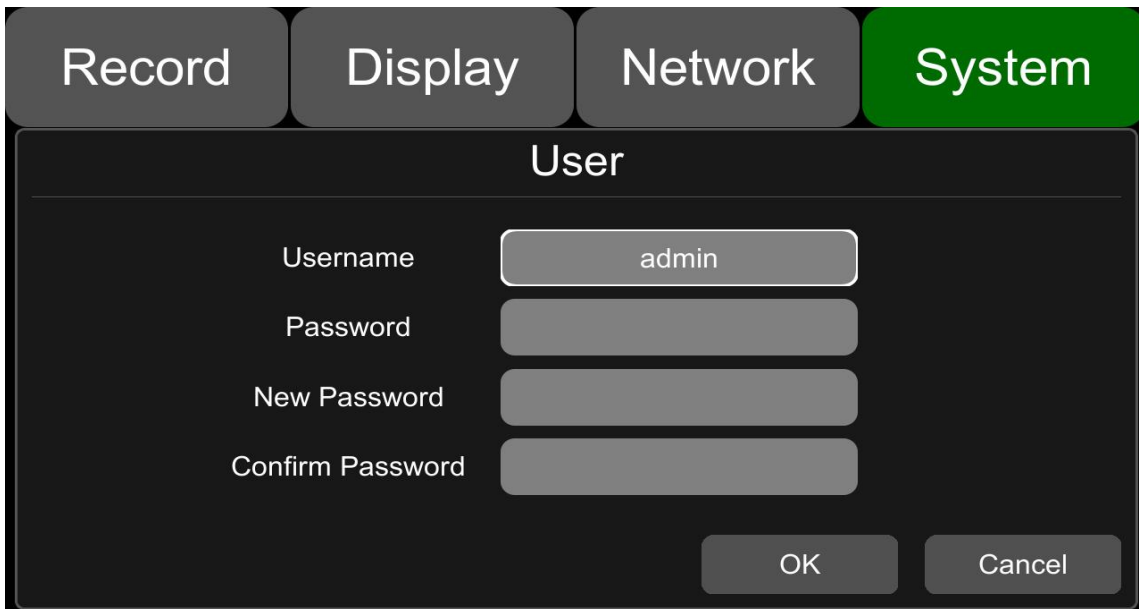 Record Display Network System
User
Username admin
Password
New Password
Confirm Password
OK Cancel